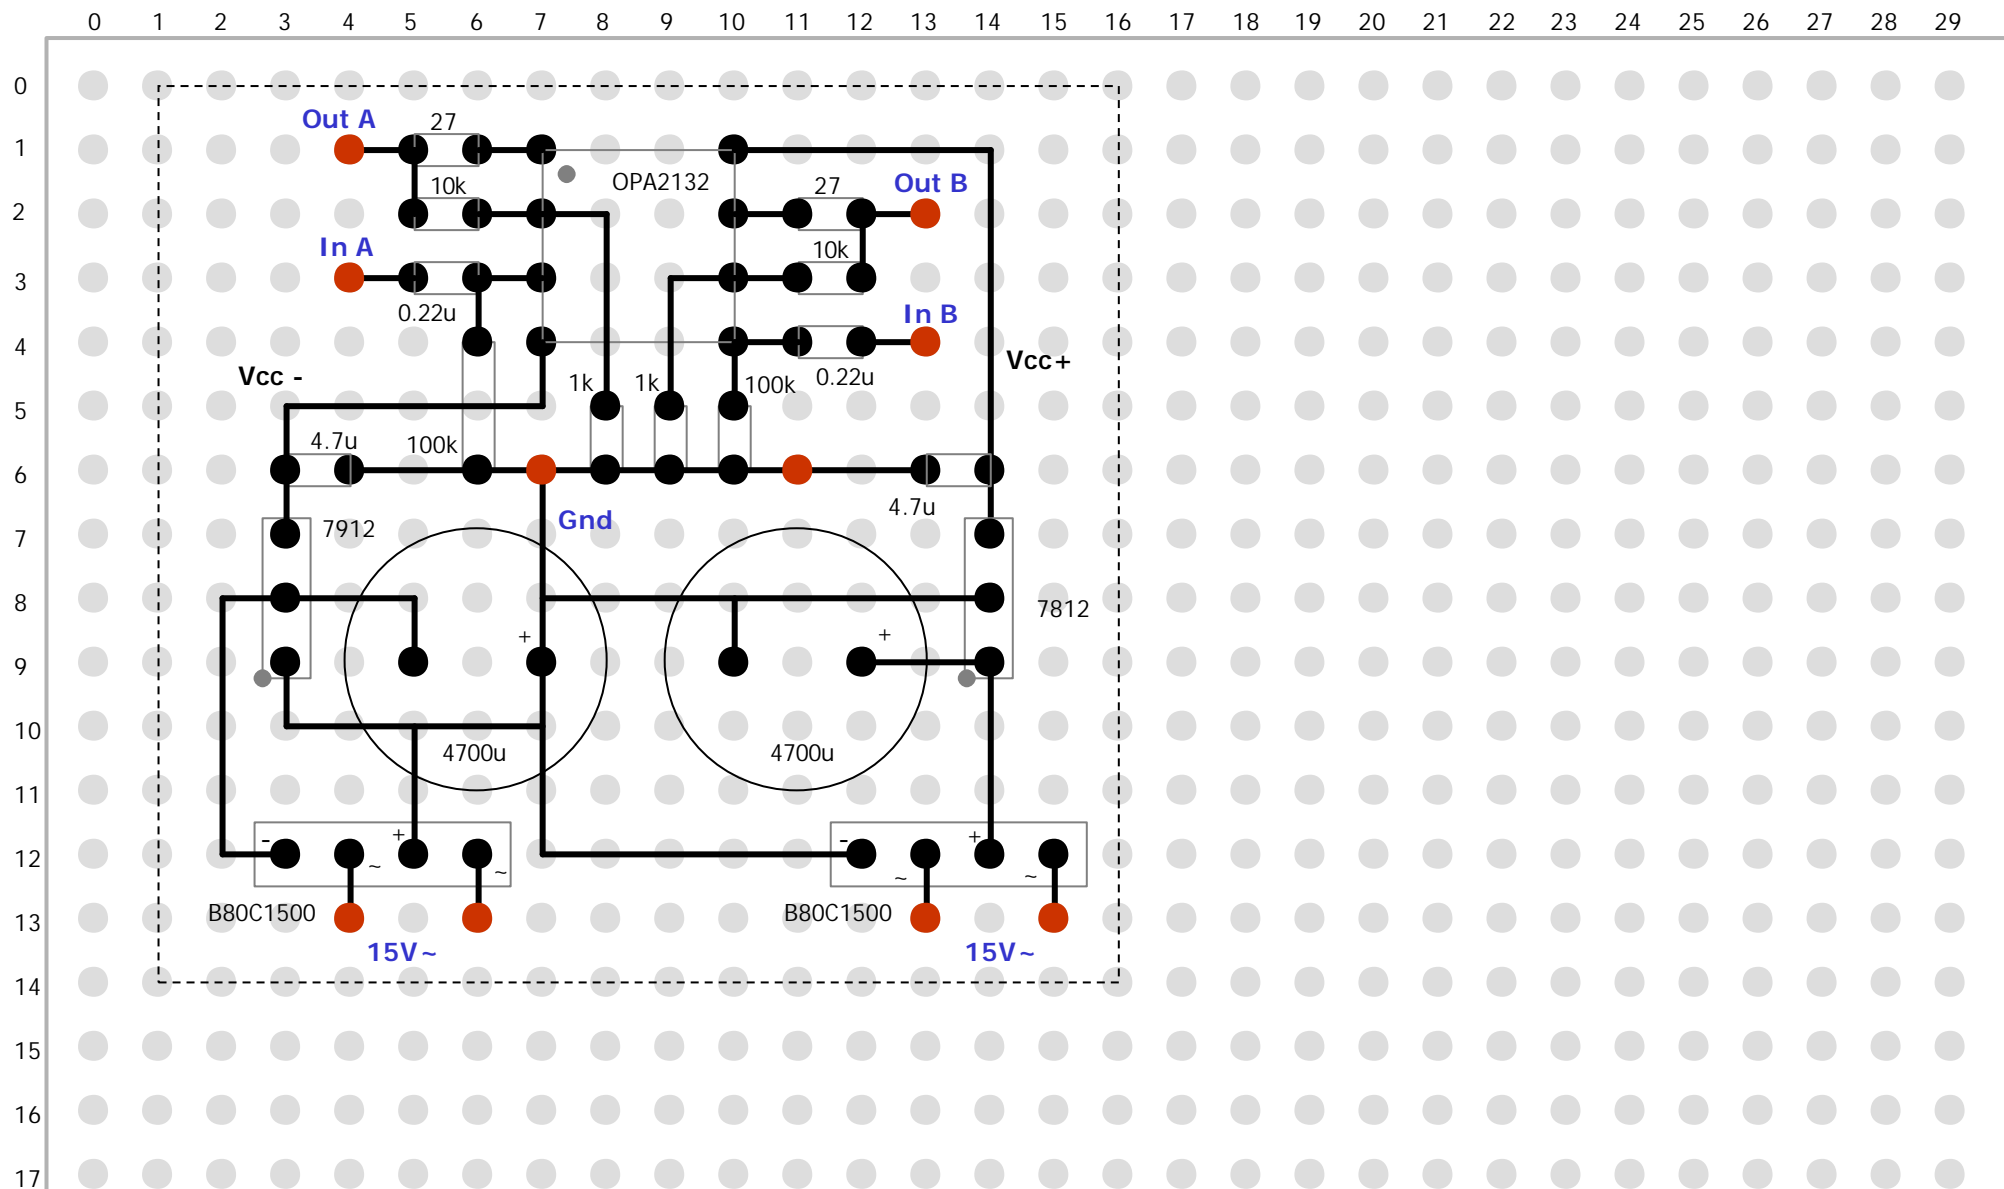 0 1 2 3 4 5 6 7 8 9 10 11 12 13 14 15 16 17 18 19 20 21 22 23 24 25 26 27 28 29
0
Out A 27
1
10k OPA2132 27 Out B
2
In A 10k
3
0.22u In B
4
Vcc - 1k 1k 100k 0.22u Vcc+
5
4.7u 100k
6
4.7u
Gnd
7 7912
8 7812
+ +
9
10
4700u 4700u
11
- + - +
12
~ ~ ~ ~
B80C1500 B80C1500
13
15V~ 15V~
14
15
16
17